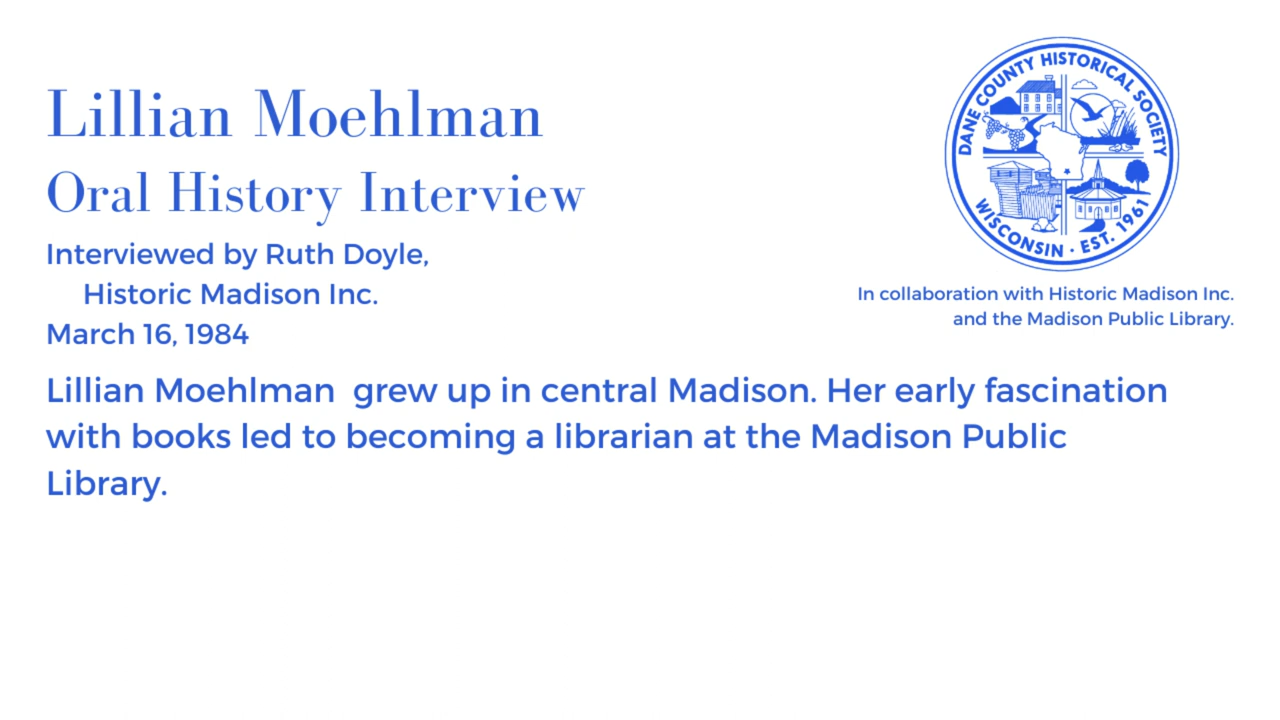 Lillian Moehlman
Oral History Interview
Interviewed by Ruth Doyle,
Historic Madison Inc.
March 16, 1984
DANE COUNTY HISTORICAL SOCIETY
WISCONSIN · EST. 1961
In collaboration with Historic Madison Inc.
and the Madison Public Library.
Lillian Moehlman grew up in central Madison. Her early fascination
with books led to becoming a librarian at the Madison Public
Library.